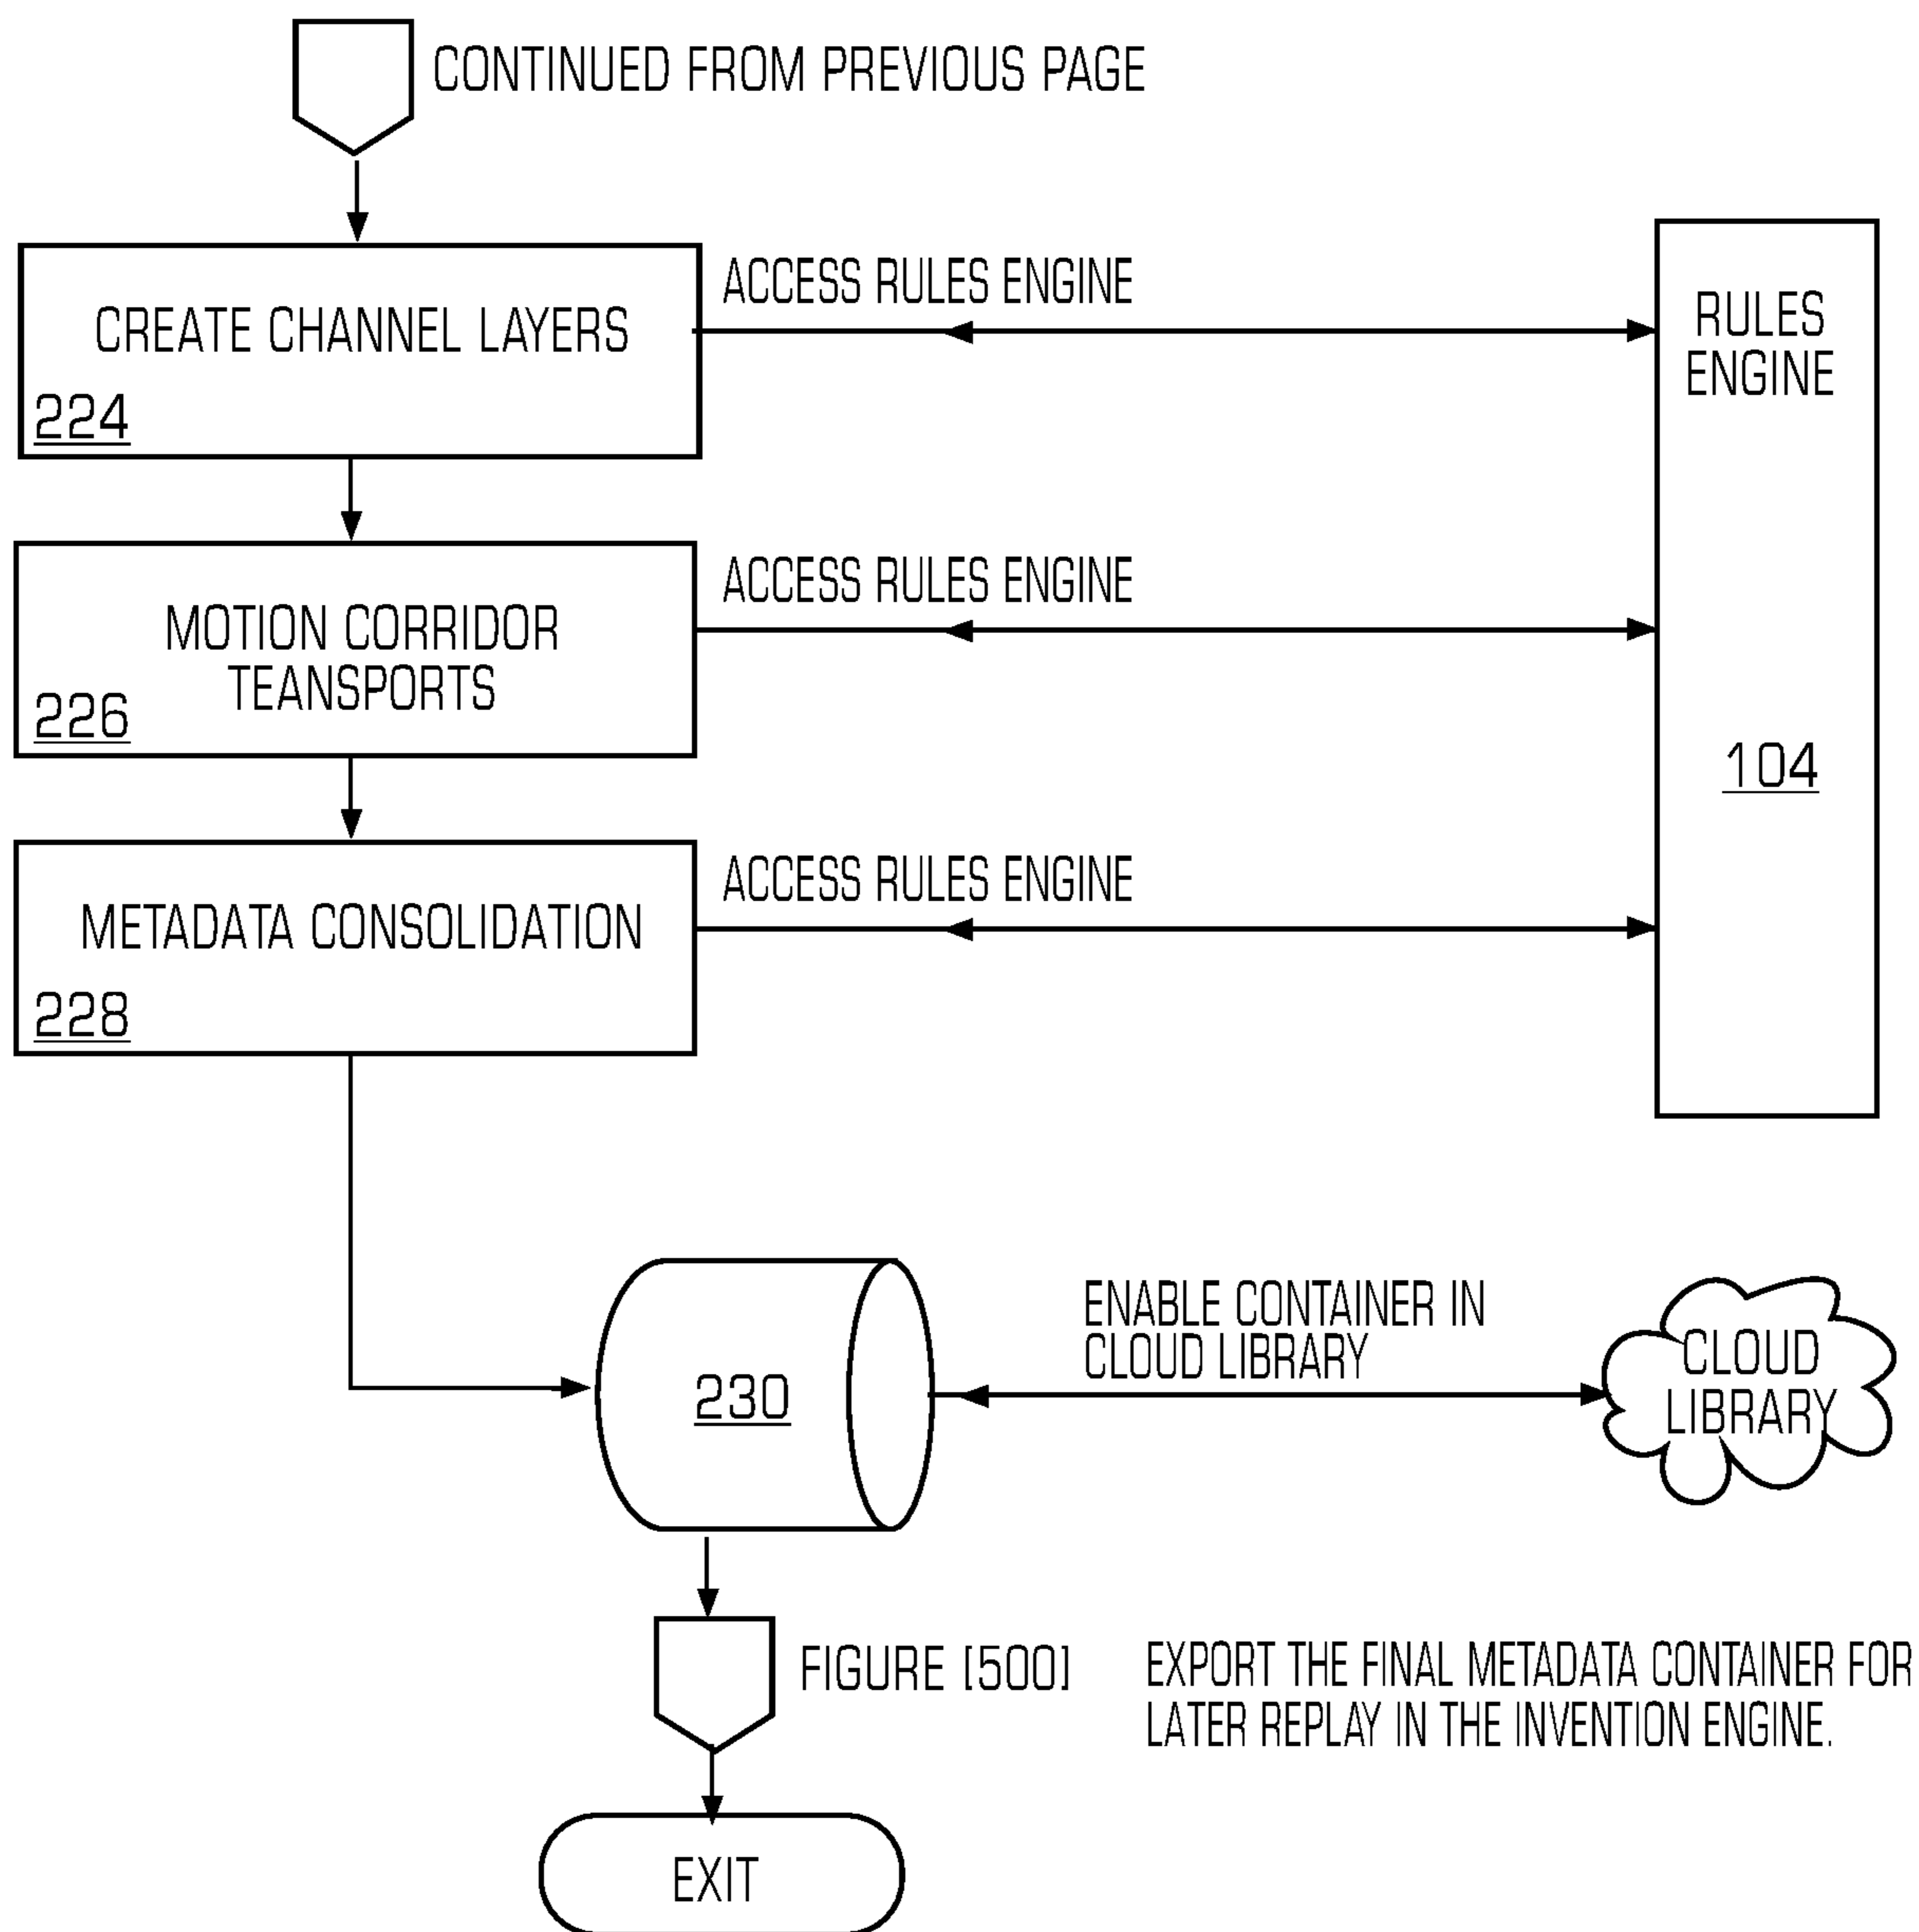 CONTINUED FROM PREVIOUS PAGE
CREATE CHANNEL LAYERS
224
ACCESS RULES ENGINE
RULES
ENGINE
104
MOTION CORRIDOR
TEANSPORTS
226
ACCESS RULES ENGINE
METADATA CONSOLIDATION
228
ACCESS RULES ENGINE
230
ENABLE CONTAINER IN
CLOUD LIBRARY
CLOUD
LIBRARY
FIGURE [500]
EXPORT THE FINAL METADATA CONTAINER FOR
LATER REPLAY IN THE INVENTION ENGINE.
EXIT